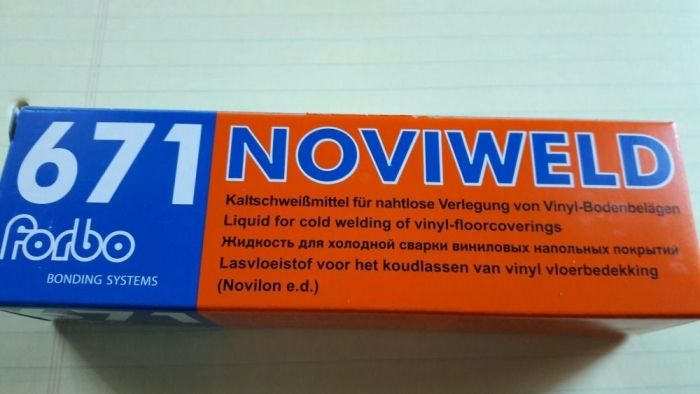 671
forbo
BONDING SYSTEMS
NOVIWELD
Kaltschweißmittel für nahtlose Verlegung von Vinyl-Bodenbelägen
Liquid for cold welding of vinyl-floorcoverings
Жидкость для холодной сварки виниловых напольных покрытий
Lasvloeistof voor het koudlassen van vinyl vloerbedekking
(Novilon e.d.)
671